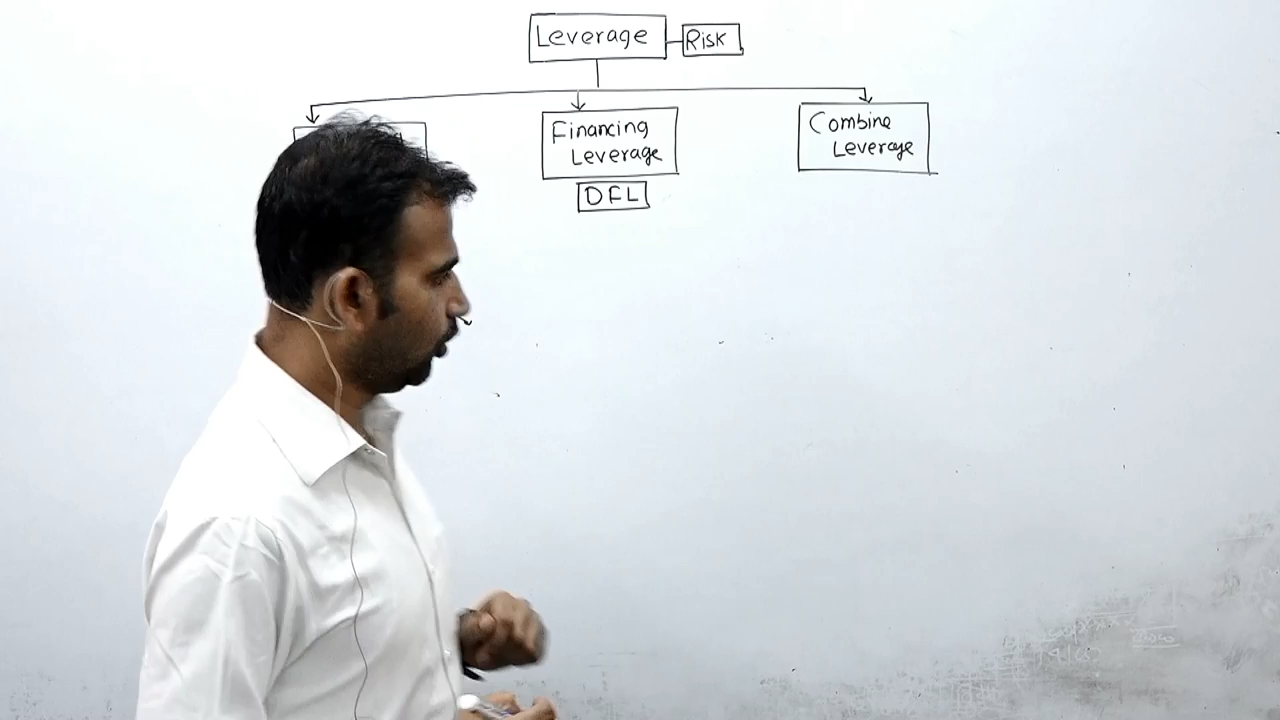 Leverage
Risk
Financing
Leverage
Combine
Leverage
DFL